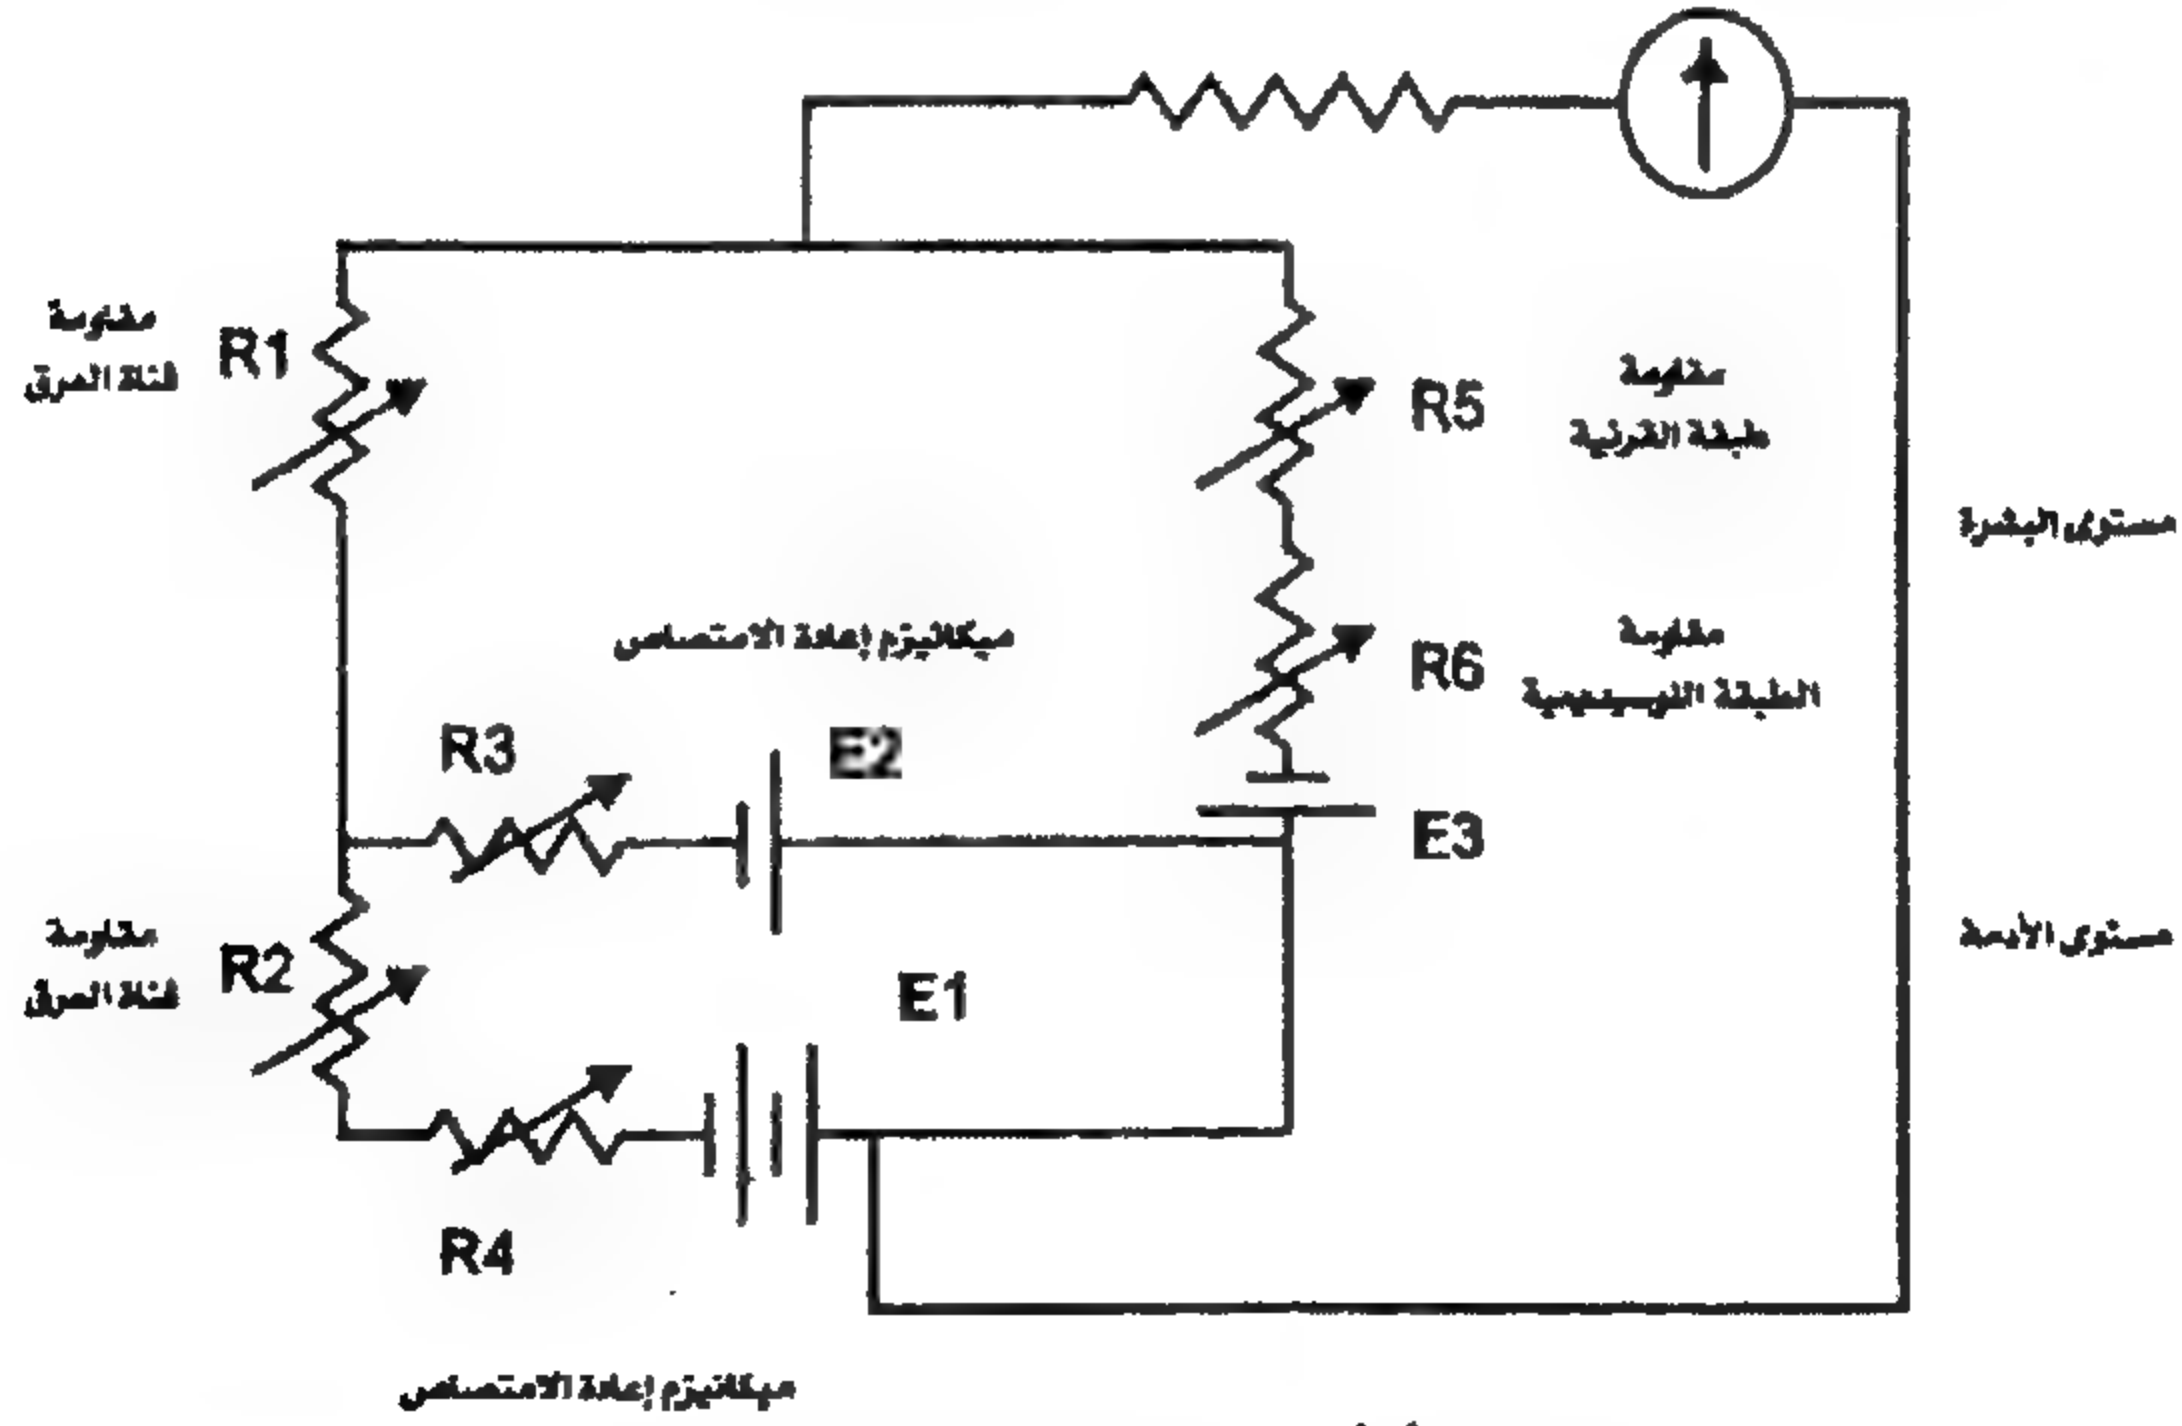 مقاومة
قناة العرق
R1
مقاومة
طبقة القرنية
R5
مستوى البشرة
ميكانيزم إعادة الامتصاص
مقاومة
R6
R3
E2
E3
مقاومة
قناة العرق
R2
E1
مستوى الأدمة
R4
ميكانيزم إعادة الامتصاص